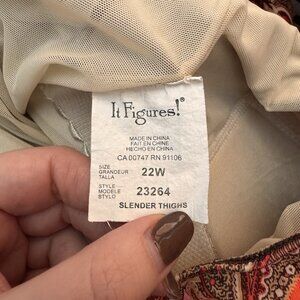 It Figures!®
MADE IN CHINA
FAIT EN CHINE
HECHO EN CHINA
CA 00747 RN 91106
SIZE
GRANDEUR
TALLA
22W
STYLE
MODELE
STYLO
23264
SLENDER THIGHS